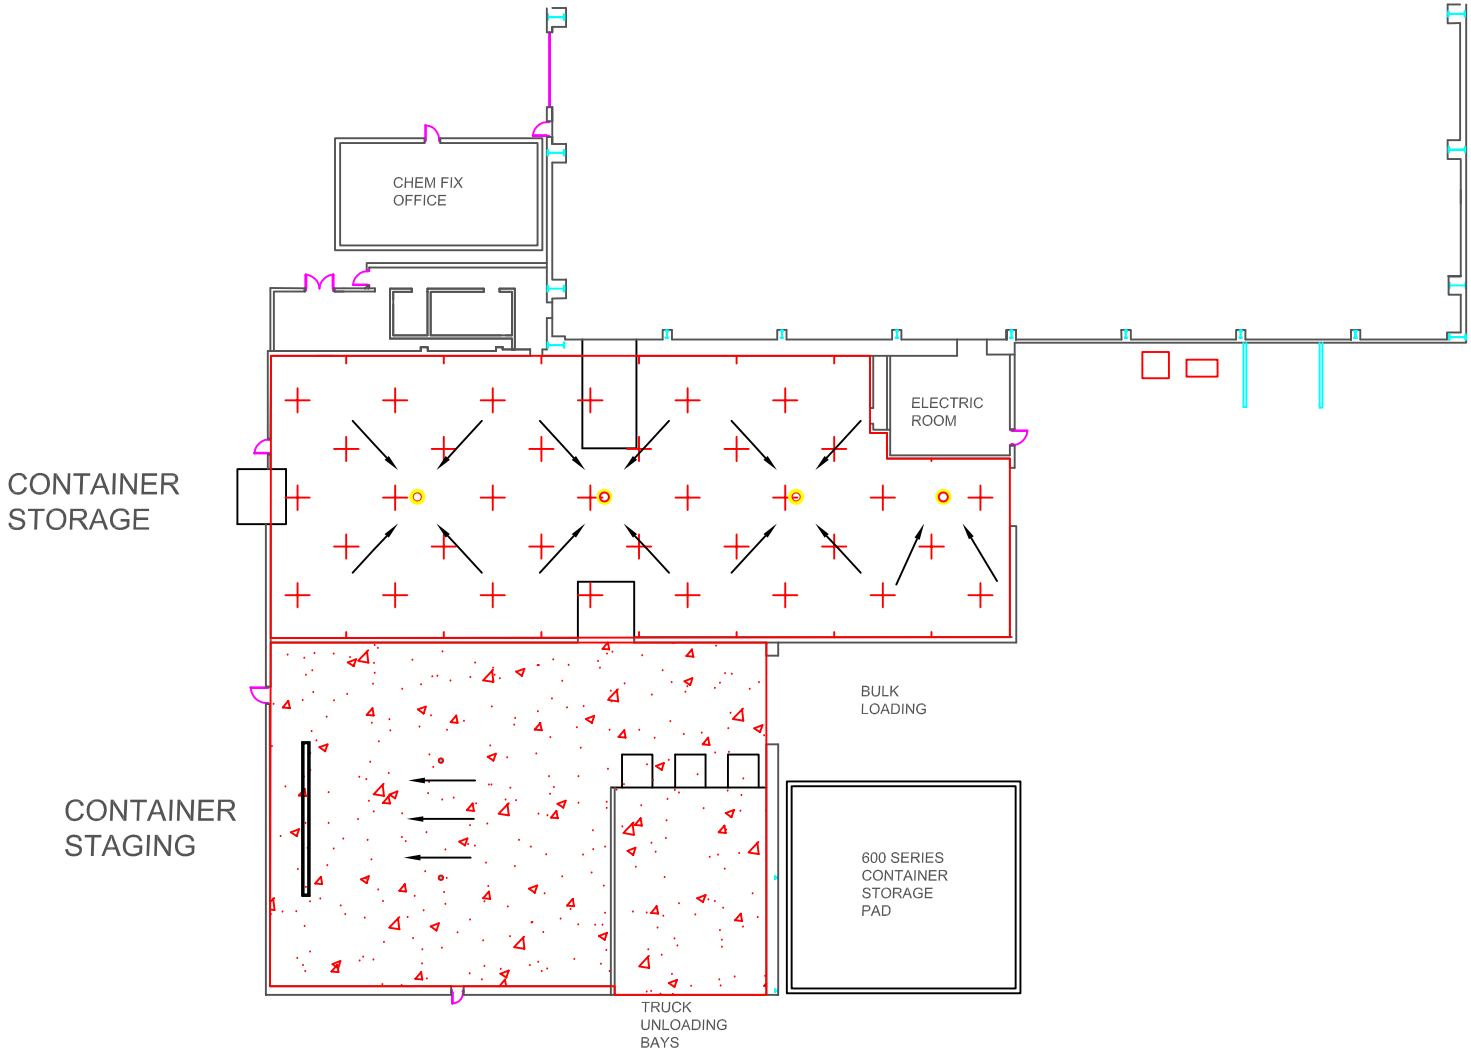 CHEM FIX
OFFICE
ELECTRIC
ROOM
CONTAINER
STORAGE
BULK
LOADING
CONTAINER
STAGING
600 SERIES
CONTAINER
STORAGE
PAD
TRUCK
UNLOADING
BAYS